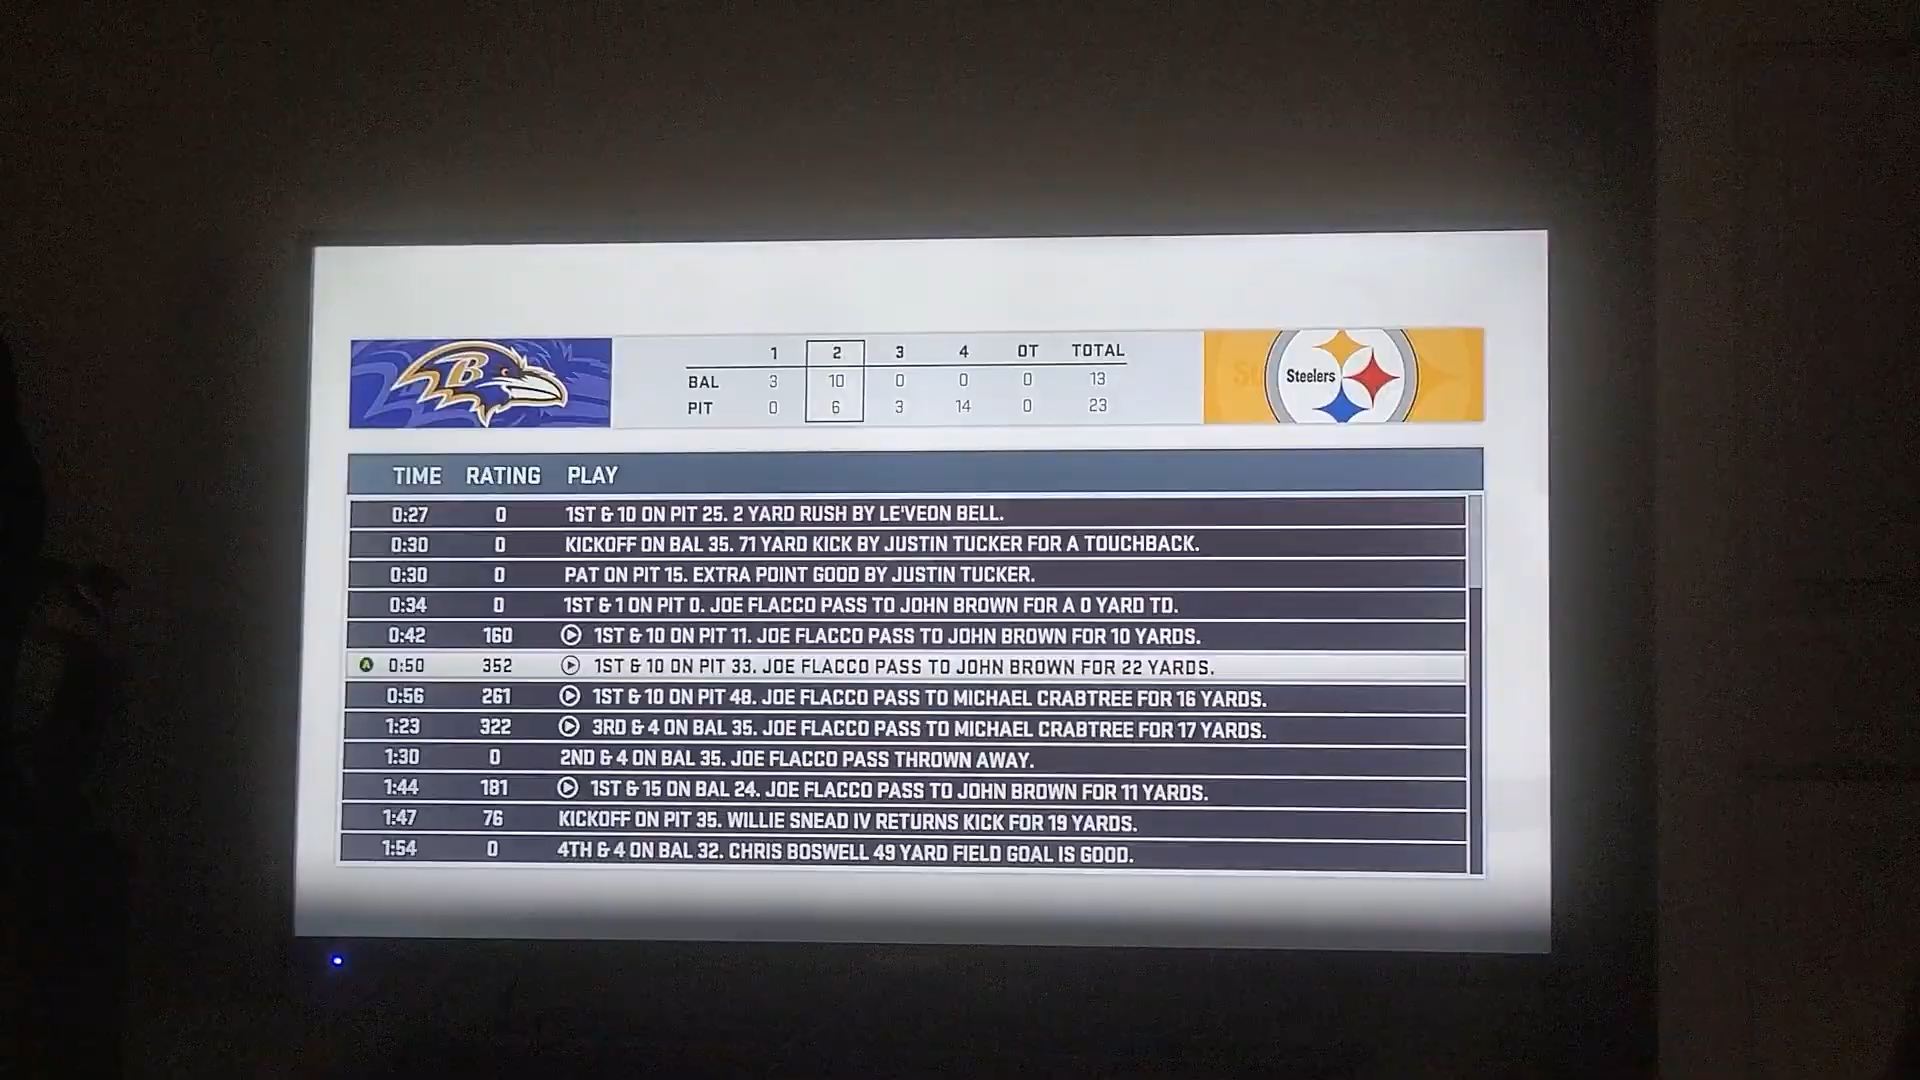 1 2 3 4 OT TOTAL
BAL 3 10 0 0 0 13
PIT 0 6 3 14 0 23
B
Steelers
TIME RATING PLAY
0:27 0 1ST & 10 ON PIT 25. 2 YARD RUSH BY LE'VEON BELL.
0:30 0 KICKOFF ON BAL 35. 71 YARD KICK BY JUSTIN TUCKER FOR A TOUCHBACK.
0:30 0 PAT ON PIT 15. EXTRA POINT GOOD BY JUSTIN TUCKER.
0:34 0 1ST & 1 ON PIT 0. JOE FLACCO PASS TO JOHN BROWN FOR A 0 YARD TD.
0:42 160 1ST & 10 ON PIT 11. JOE FLACCO PASS TO JOHN BROWN FOR 10 YARDS.
A 0:50 352 1ST & 10 ON PIT 33. JOE FLACCO PASS TO JOHN BROWN FOR 22 YARDS.
0:56 261 1ST & 10 ON PIT 48. JOE FLACCO PASS TO MICHAEL CRABTREE FOR 16 YARDS.
1:23 322 3RD & 4 ON BAL 35. JOE FLACCO PASS TO MICHAEL CRABTREE FOR 17 YARDS.
1:30 0 2ND & 4 ON BAL 35. JOE FLACCO PASS THROWN AWAY.
1:44 181 1ST & 15 ON BAL 24. JOE FLACCO PASS TO JOHN BROWN FOR 11 YARDS.
1:47 76 KICKOFF ON PIT 35. WILLIE SNEAD IV RETURNS KICK FOR 19 YARDS.
1:54 0 4TH & 4 ON BAL 32. CHRIS BOSWELL 49 YARD FIELD GOAL IS GOOD.